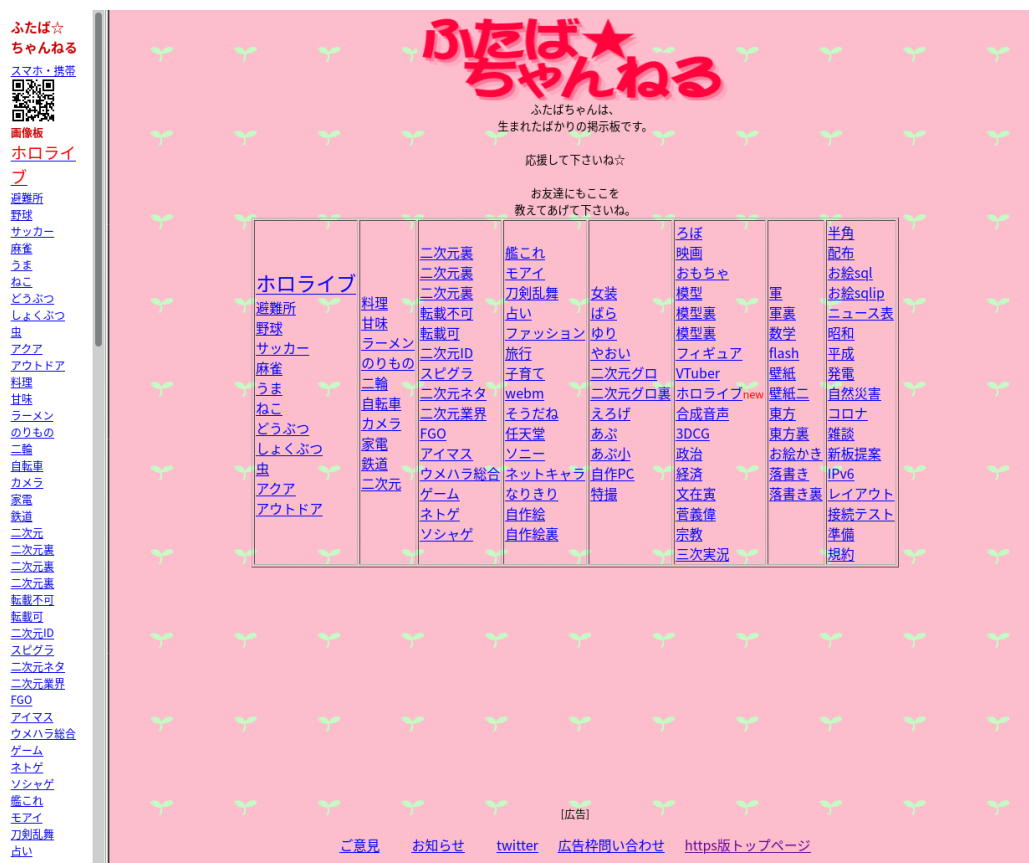 ふたば☆
ちゃんねる
スマホ・携帯
画像板
ホロライ
ブ
避難所
野球
サッカー
麻雀
うま
ねこ
どうぶつ
しょくぶつ
虫
アクア
アウトドア
料理
甘味
ラーメン
のりもの
二輪
自転車
カメラ
家電
鉄道
二次元
二次元裏
二次元裏
二次元裏
転載不可
転載可
二次元ID
スピグラ
二次元ネタ
二次元業界
FGO
アイマス
ウメハラ総合
ゲーム
ネトゲ
ソシャゲ
艦これ
モアイ
刀剣乱舞
占い
ふたば★
ちゃんねる
ふたばちゃんは、
生まれたばかりの掲示板です。
応援して下さいね☆
お友達にもここを
教えてあげて下さいね。
ホロライブ
避難所
野球
サッカー
麻雀
うま
ねこ
どうぶつ
しょくぶつ
虫
アクア
アウトドア
料理
甘味
ラーメン
のりもの
二輪
自転車
カメラ
家電
鉄道
二次元
二次元裏
二次元裏
二次元裏
転載不可
転載可
二次元ID
スピグラ
二次元ネタ
二次元業界
FGO
アイマス
ウメハラ総合
ゲーム
ネトゲ
ソシャゲ
艦これ
モアイ
刀剣乱舞
占い
ファッション
旅行
子育て
webm
そうだね
任天堂
ソニー
ネットキャラ
なりきり
自作絵
自作絵裏
女装
ばら
ゆり
やおい
二次元グロ
二次元グロ裏
えろげ
あぷ
あぷ小
自作PC
特撮
ろぼ
映画
おもちゃ
模型
模型裏
模型裏
フィギュア
VTuber
ホロライブnew
合成音声
3DCG
政治
経済
文在寅
菅義偉
宗教
三次実況
軍
軍裏
数学
flash
壁紙
壁紙二
東方
東方裏
お絵かき
落書き
落書き裏
半角
配布
お絵sql
お絵sqlip
ニュース表
昭和
平成
発電
自然災害
コロナ
雑談
新板提案
IPv6
レイアウト
接続テスト
準備
規約
[広告]
ご意見 お知らせ twitter 広告枠問い合わせ https版トップページ